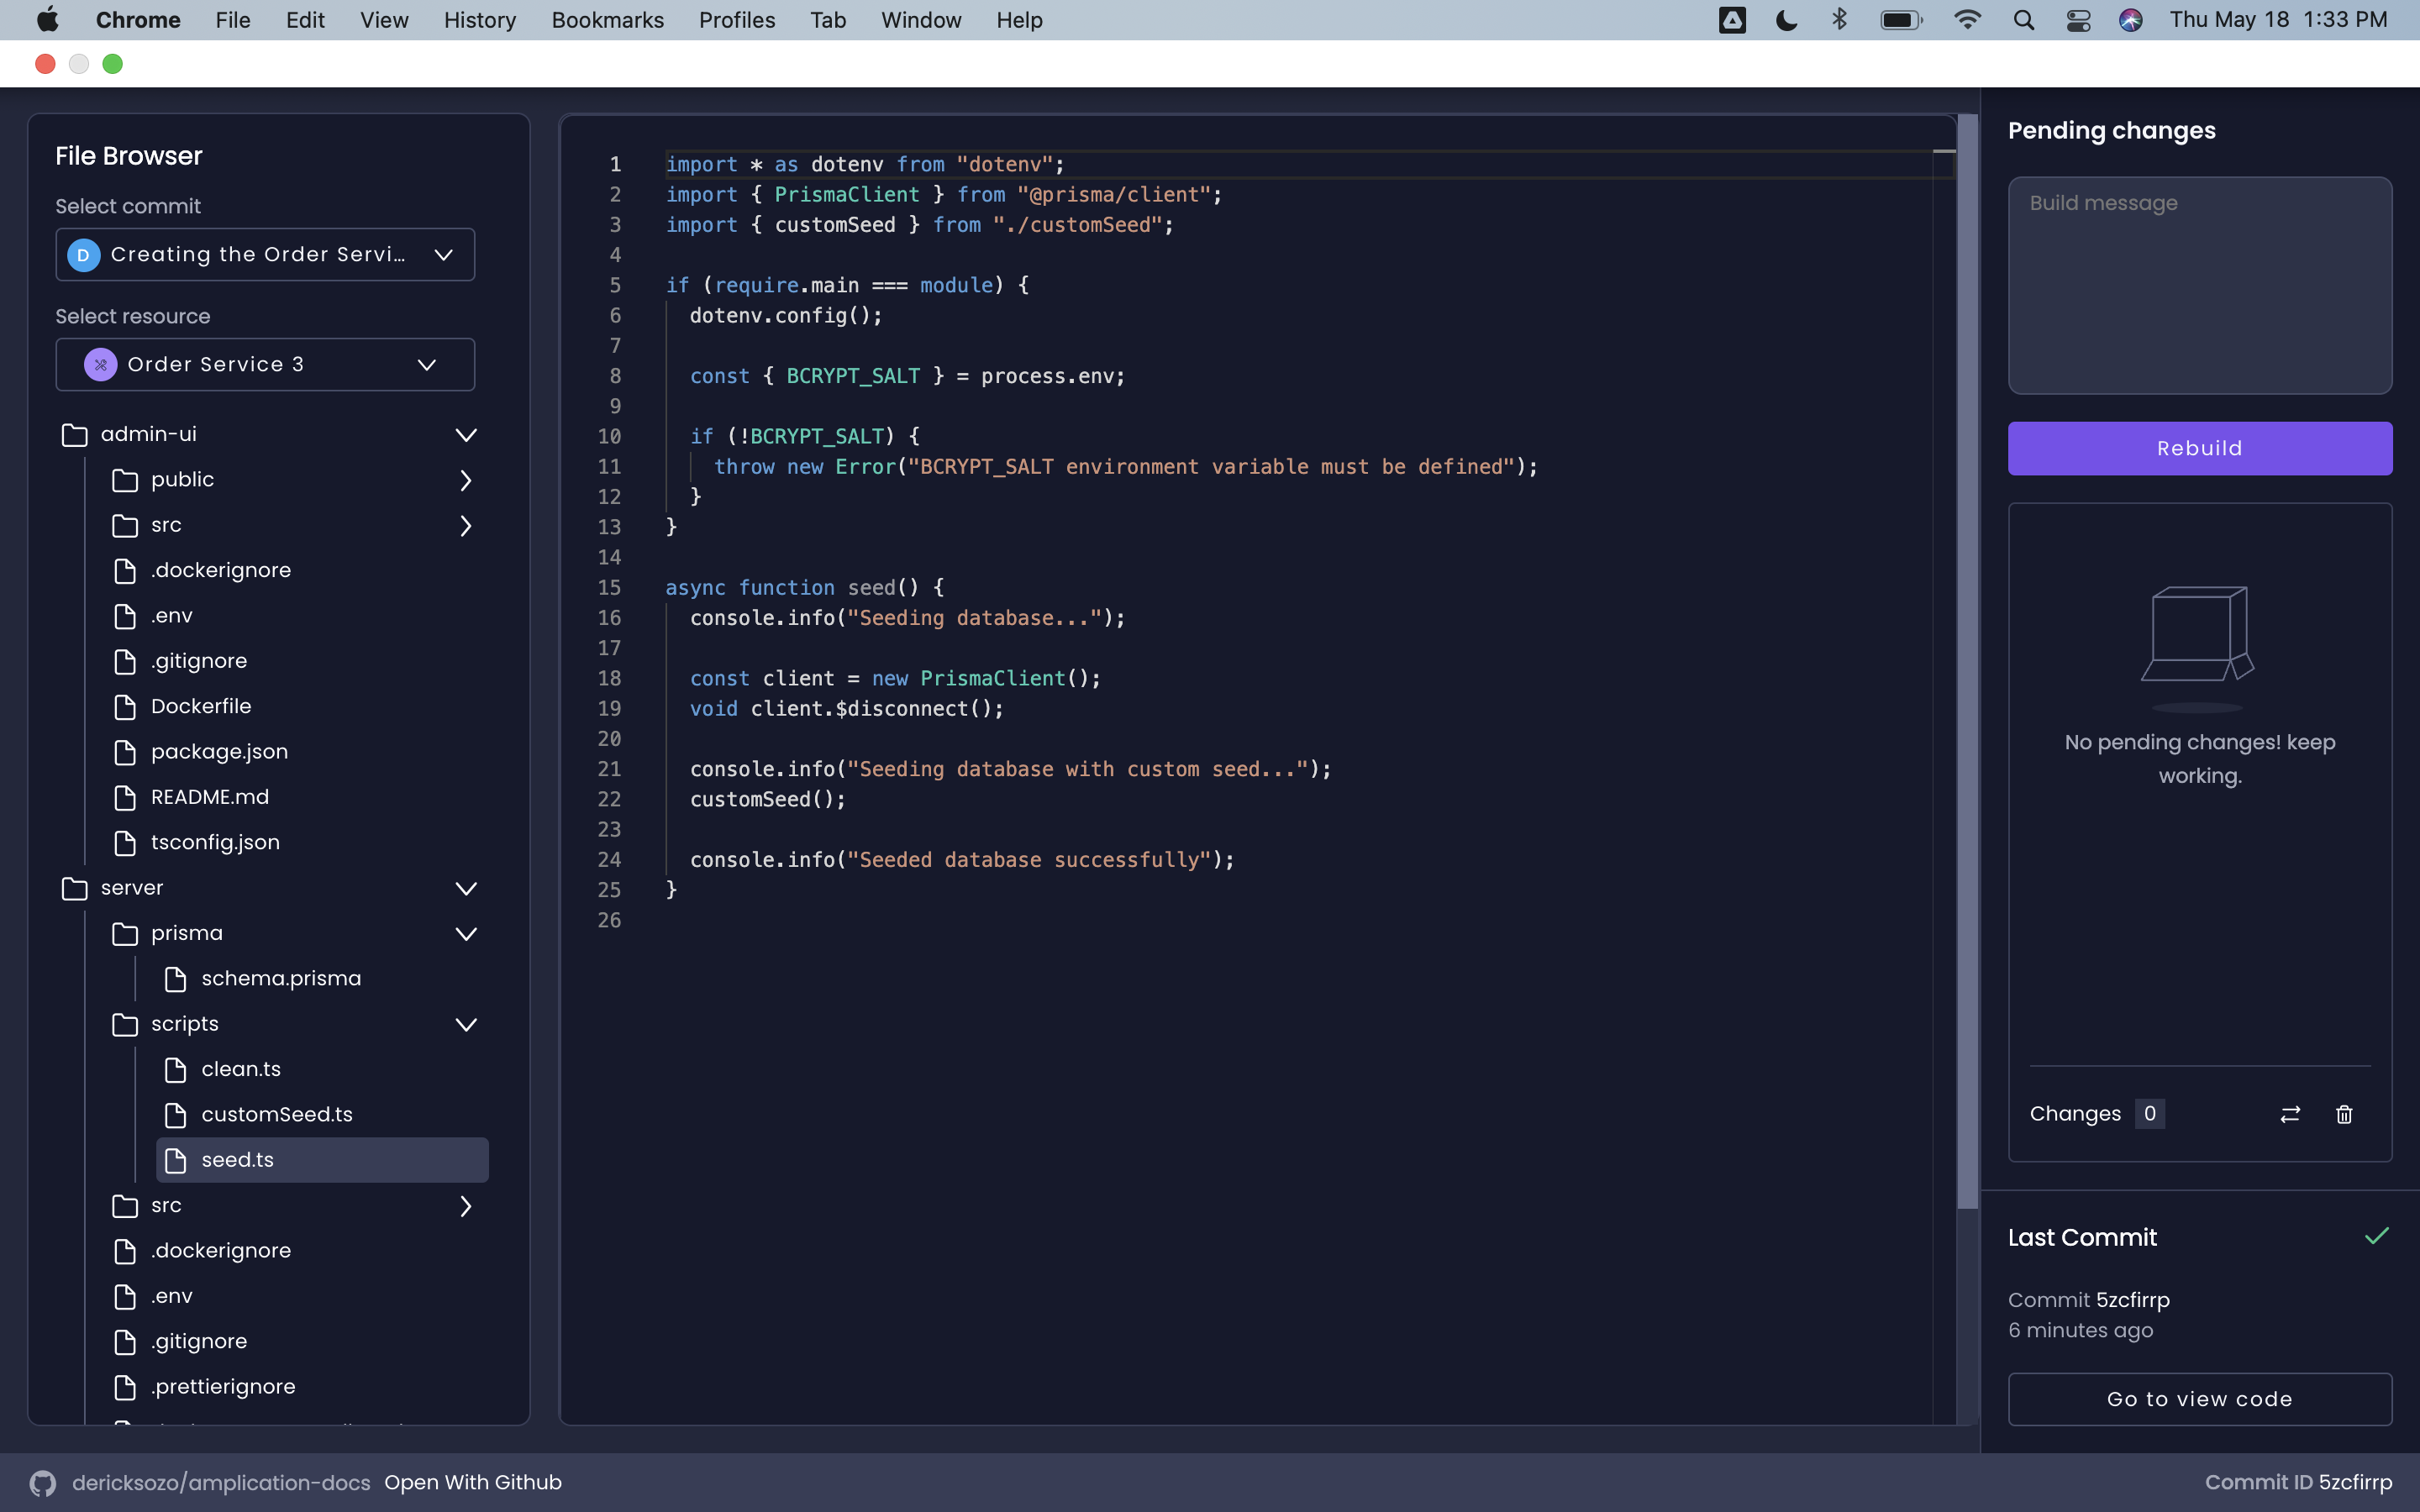 Chrome File Edit View History Bookmarks Profiles Tab Window Help Thu May 18 1:33 PM
File Browser
Select commit
D Creating the Order Servi...
Select resource
Order Service 3
admin-ui
public
src
.dockerignore
.env
.gitignore
Dockerfile
package.json
README.md
tsconfig.json
server
prisma
schema.prisma
scripts
clean.ts
customSeed.ts
seed.ts
src
.dockerignore
.env
.gitignore
.prettierignore
1 import * as dotenv from "dotenv";
2 import { PrismaClient } from "@prisma/client";
3 import { customSeed } from "./customSeed";
4
5 if (require.main === module) {
6 dotenv.config();
7
8 const { BCRYPT_SALT } = process.env;
9
10 if (!BCRYPT_SALT) {
11 throw new Error("BCRYPT_SALT environment variable must be defined");
12 }
13 }
14
15 async function seed() {
16 console.info("Seeding database...");
17
18 const client = new PrismaClient();
19 void client.$disconnect();
20
21 console.info("Seeding database with custom seed...");
22 customSeed();
23
24 console.info("Seeded database successfully");
25 }
26
Pending changes
Build message
Rebuild
No pending changes! keep
working.
Changes 0
Last Commit
Commit 5zcfirrp
6 minutes ago
Go to view code
dericksozo/amplication-docs Open With Github
Commit ID 5zcfirrp